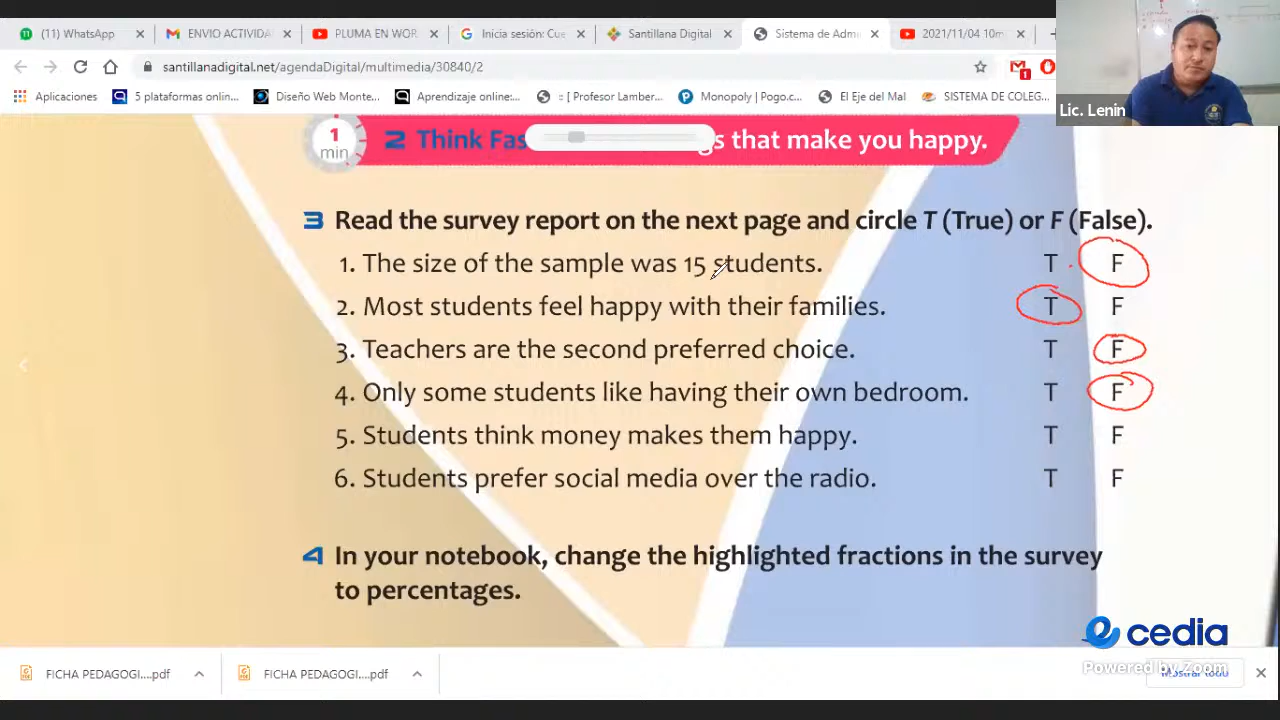 (11) WhatsApp
ENVIO ACTIVIDA
PLUMA EN WOR
Inicia sesión: Cue
Santillana Digital
Sistema de Admi
2021/11/04 10m
santillanadigital.net/agendaDigital/multimedia/30840/2
1
Aplicaciones
5 plataformas onlin...
Diseño Web Monte...
Aprendizaje online:...
:: [ Profesor Lamber...
Monopoly | Pogo.c...
El Eje del Mal
SISTEMA DE COLEG...
Lic. Lenin
1
min
2 Think Fas
gs that make you happy.
3 Read the survey report on the next page and circle T (True) or F (False).
1. The size of the sample was 15 students. T F
2. Most students feel happy with their families. T F
3. Teachers are the second preferred choice. T F
4. Only some students like having their own bedroom. T F
5. Students think money makes them happy. T F
6. Students prefer social media over the radio. T F
4 In your notebook, change the highlighted fractions in the survey
to percentages.
cedia
Powered by Zoom
FICHA PEDAGOGI....pdf
FICHA PEDAGOGI....pdf
Mostrar todo